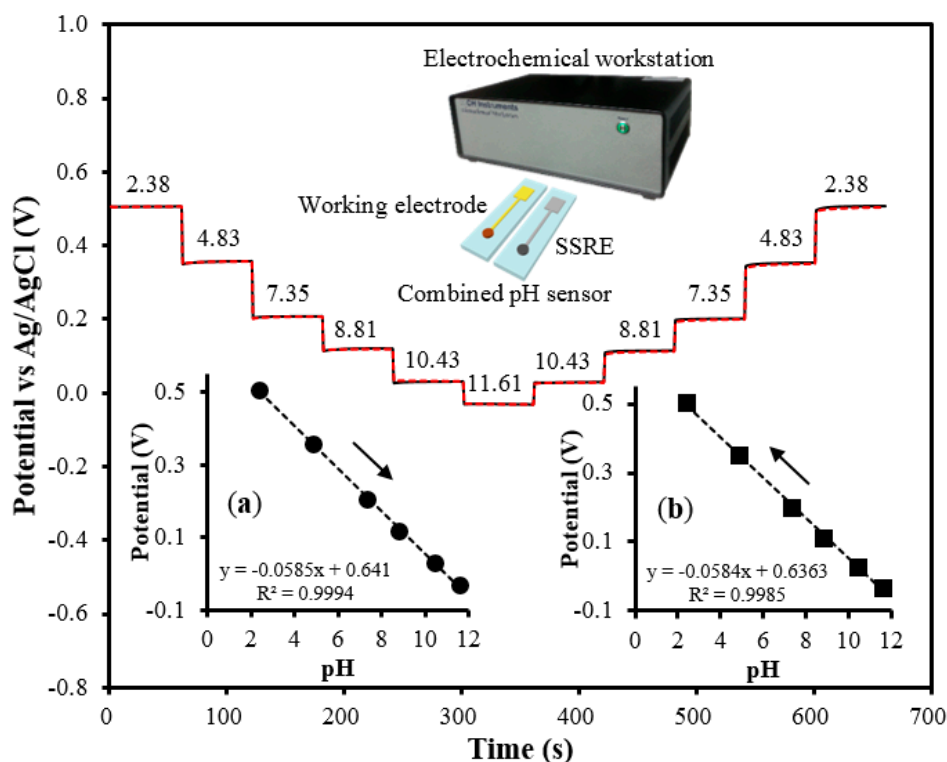 Potential vs Ag/AgCl (V)
1.0
0.8
0.6
0.4
0.2
0.0
-0.2
-0.4
-0.6
-0.8
0 100 200 300 400 500 600 700
Time (s)
Electrochemical workstation
CH Instruments
Working electrode
SSRE
Combined pH sensor
2.38
4.83
7.35
8.81
10.43
11.61
10.43
8.81
7.35
4.83
2.38
Potential (V)
0.5
0.3
0.1
-0.1
(a)
y = -0.0585x + 0.641
R² = 0.9994
0 2 4 6 8 10 12
pH
Potential (V)
0.5
0.3
0.1
-0.1
(b)
y = -0.0584x + 0.6363
R² = 0.9985
0 2 4 6 8 10 12
pH